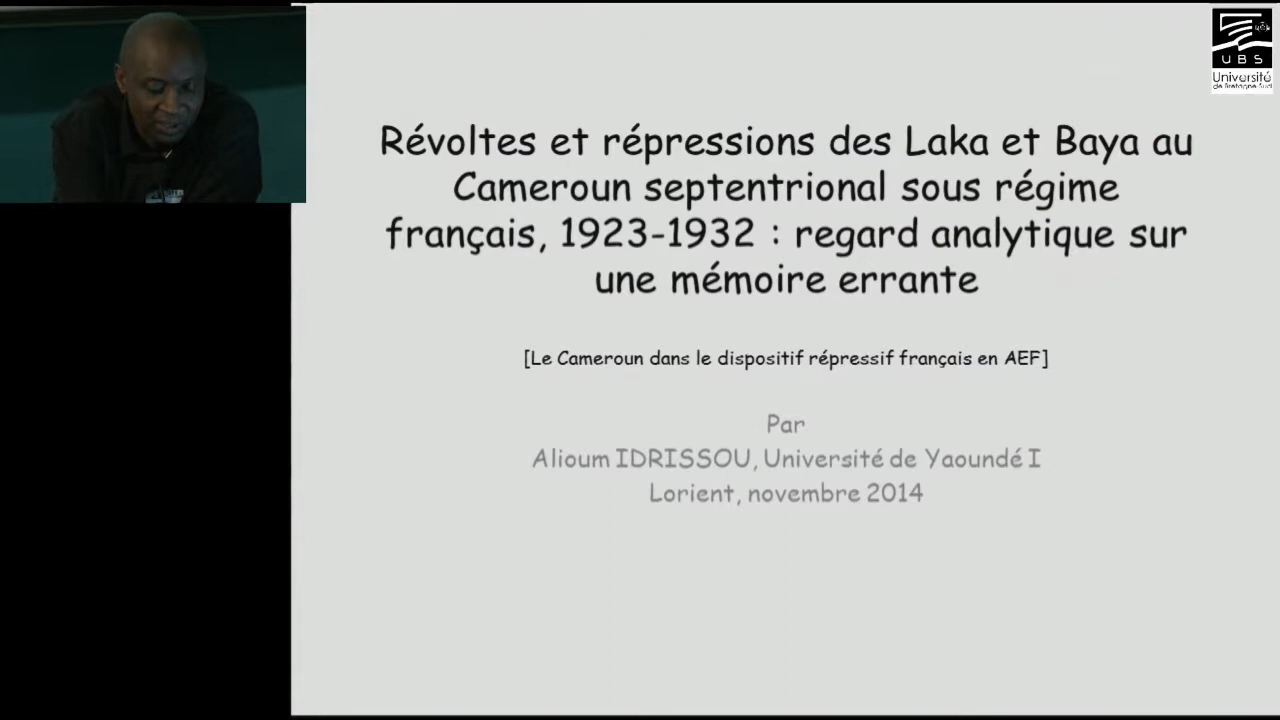 UBS
Université
de Bretagne-Sud
Révoltes et répressions des Laka et Baya au
Cameroun septentrional sous régime
français, 1923-1932 : regard analytique sur
une mémoire errante
[Le Cameroun dans le dispositif répressif français en AEF]
Par
Alioum IDRISSOU, Université de Yaoundé I
Lorient, novembre 2014